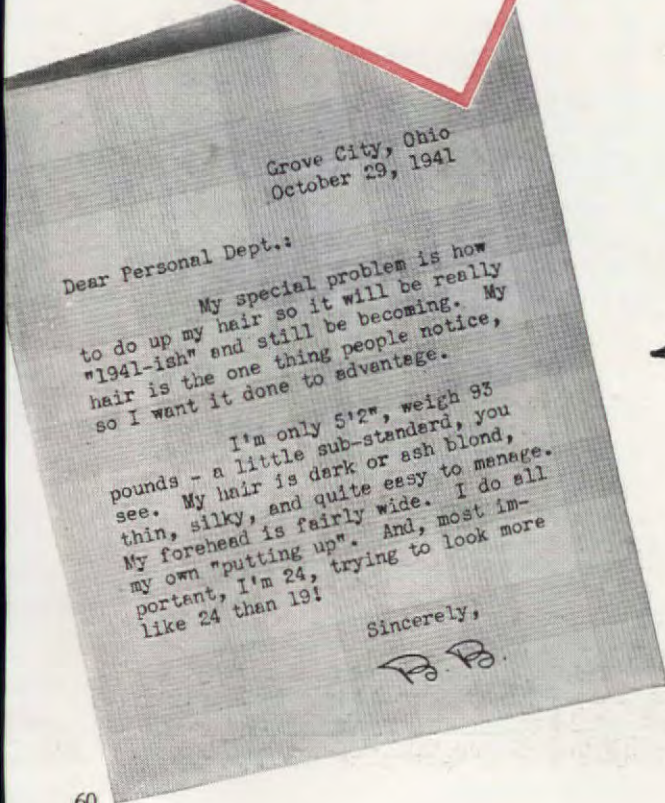 Grove City, Ohio
October 29, 1941
Dear Personal Dept.:
My special problem is how
to do up my hair so it will be really
"1941-ish" and still be becoming. My
hair is the one thing people notice,
so I want it done to advantage.
I'm only 5'2", weigh 93
pounds - a little sub-standard, you
see. My hair is dark or ash blond,
thin, silky, and quite easy to manage.
My forehead is fairly wide. I do all
my own "putting up". And, most im-
portant, I'm 24, trying to look more
like 24 than 19!
Sincerely,
B. B.
60